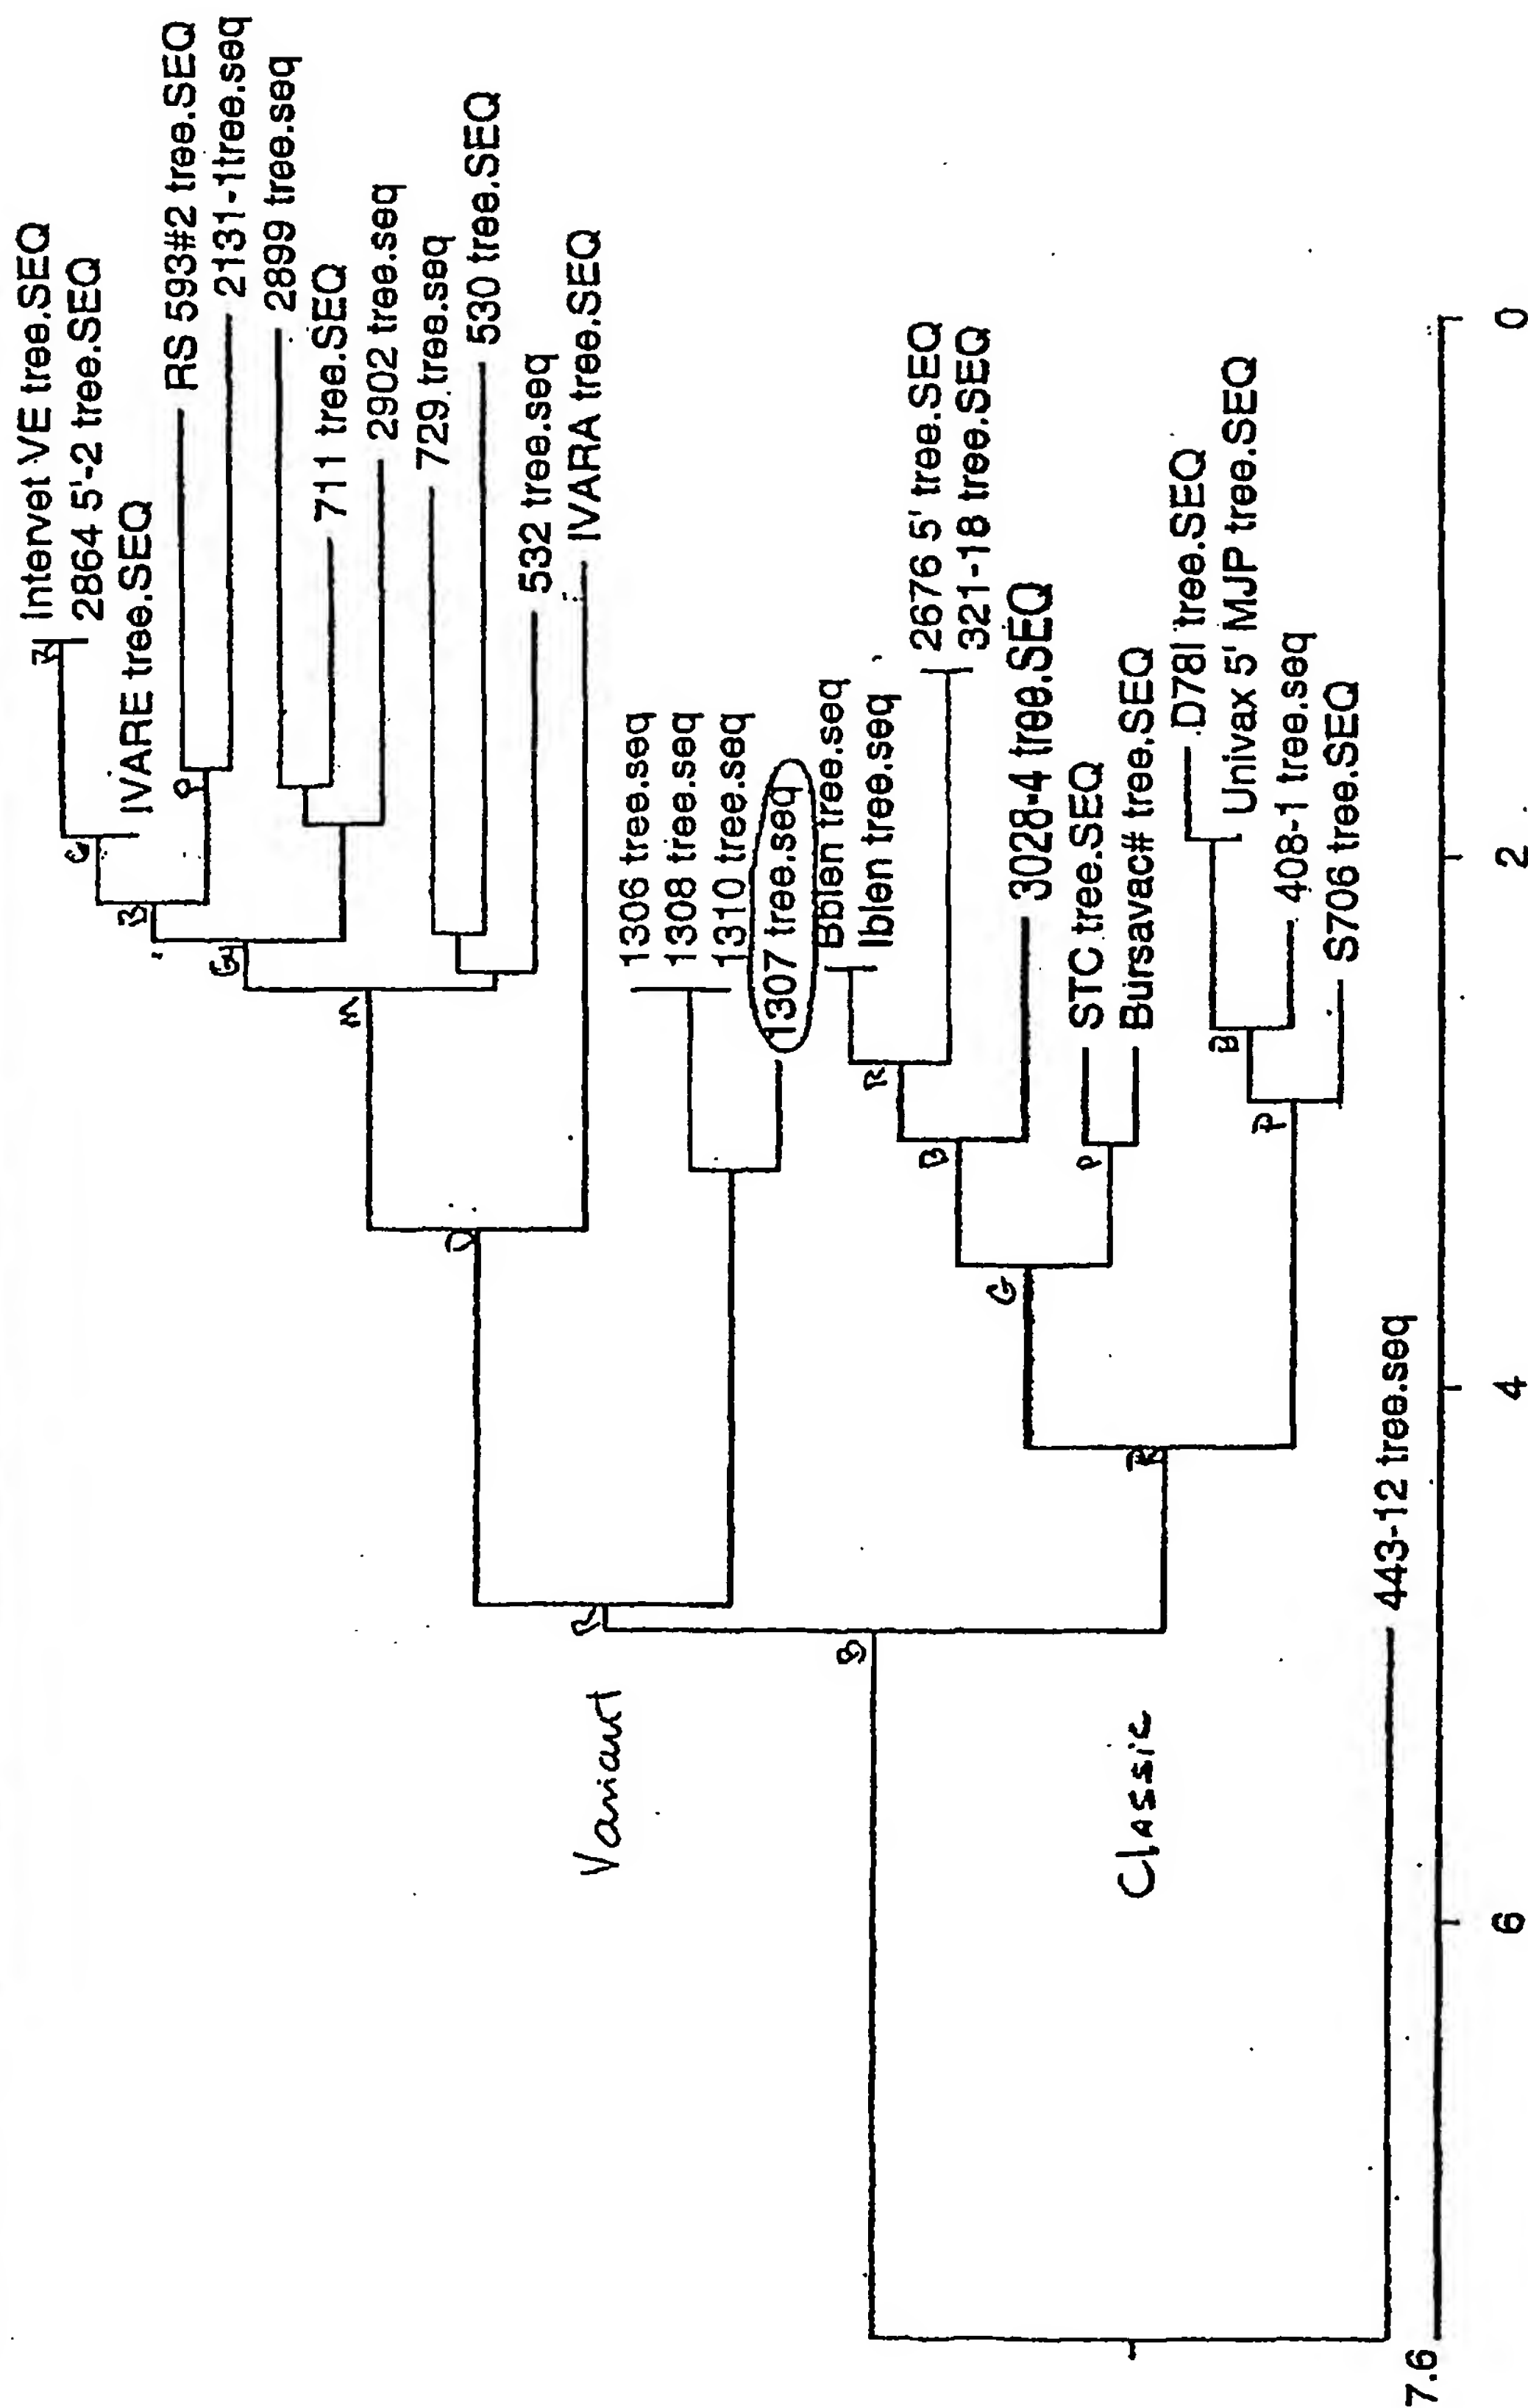 Intervet VE tree.SEQ
2864 5'-2 tree.SEQ
IVARE tree.SEQ
RS 593#2 tree.SEQ
2131-1tree.seq
2899 tree.seq
711 tree.SEQ
2902 tree.seq
729.tree.seq
530 tree.SEQ
532 tree.seq
IVARA tree.SEQ
1306 tree.seq
1308 tree.seq
1310 tree.seq
1307 tree.seq
Bblen tree.seq
Iblen tree.seq
2676 5' tree.SEQ
321-18 tree.SEQ
3028-4 tree.SEQ
STC tree.SEQ
Bursavac# tree.SEQ
D78I tree.SEQ
Univax 5' MJP tree.SEQ
408-1 tree.seq
S706 tree.SEQ
443-12 tree.seq
Variant
Classic
B
P
M
D
R
R
B
P
G
B
P
B
7.6
6
4
2
0